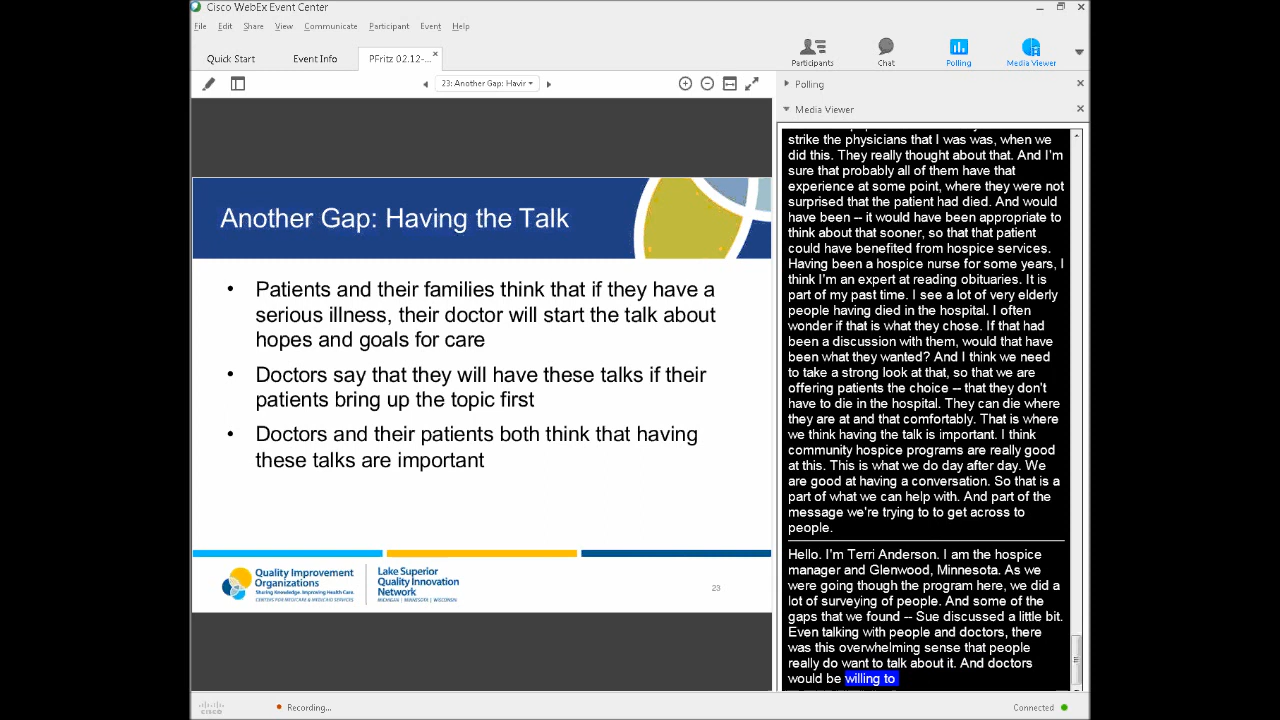 Cisco WebEx Event Center
File Edit Share View Communicate Participant Event Help
Quick Start Event Info PFritz 02.12-...
Participants Chat Polling Media Viewer
23: Another Gap: Havir
Polling
Media Viewer
Another Gap: Having the Talk
• Patients and their families think that if they have a
serious illness, their doctor will start the talk about
hopes and goals for care
• Doctors say that they will have these talks if their
patients bring up the topic first
• Doctors and their patients both think that having
these talks are important
Quality Improvement
Organizations
Sharing Knowledge. Improving Health Care.
CENTERS FOR MEDICARE & MEDICAID SERVICES
Lake Superior
Quality Innovation
Network
MICHIGAN | MINNESOTA | WISCONSIN
23
strike the physicians that I was was, when we
did this. They really thought about that. And I'm
sure that probably all of them have that
experience at some point, where they were not
surprised that the patient had died. And would
have been -- it would have been appropriate to
think about that sooner, so that that patient
could have benefited from hospice services.
Having been a hospice nurse for some years, I
think I'm an expert at reading obituaries. It is
part of my past time. I see a lot of very elderly
people having died in the hospital. I often
wonder if that is what they chose. If that had
been a discussion with them, would that have
been what they wanted? And I think we need
to take a strong look at that, so that we are
offering patients the choice -- that they don't
have to die in the hospital. They can die where
they are at and that comfortably. That is where
we think having the talk is important. I think
community hospice programs are really good
at this. This is what we do day after day. We
are good at having a conversation. So that is a
part of what we can help with. And part of the
message we're trying to to get across to
people.
Hello. I'm Terri Anderson. I am the hospice
manager and Glenwood, Minnesota. As we
were going though the program here, we did a
lot of surveying of people. And some of the
gaps that we found -- Sue discussed a little bit.
Even talking with people and doctors, there
was this overwhelming sense that people
really do want to talk about it. And doctors
would be willing to
cisco
Recording...
Connected